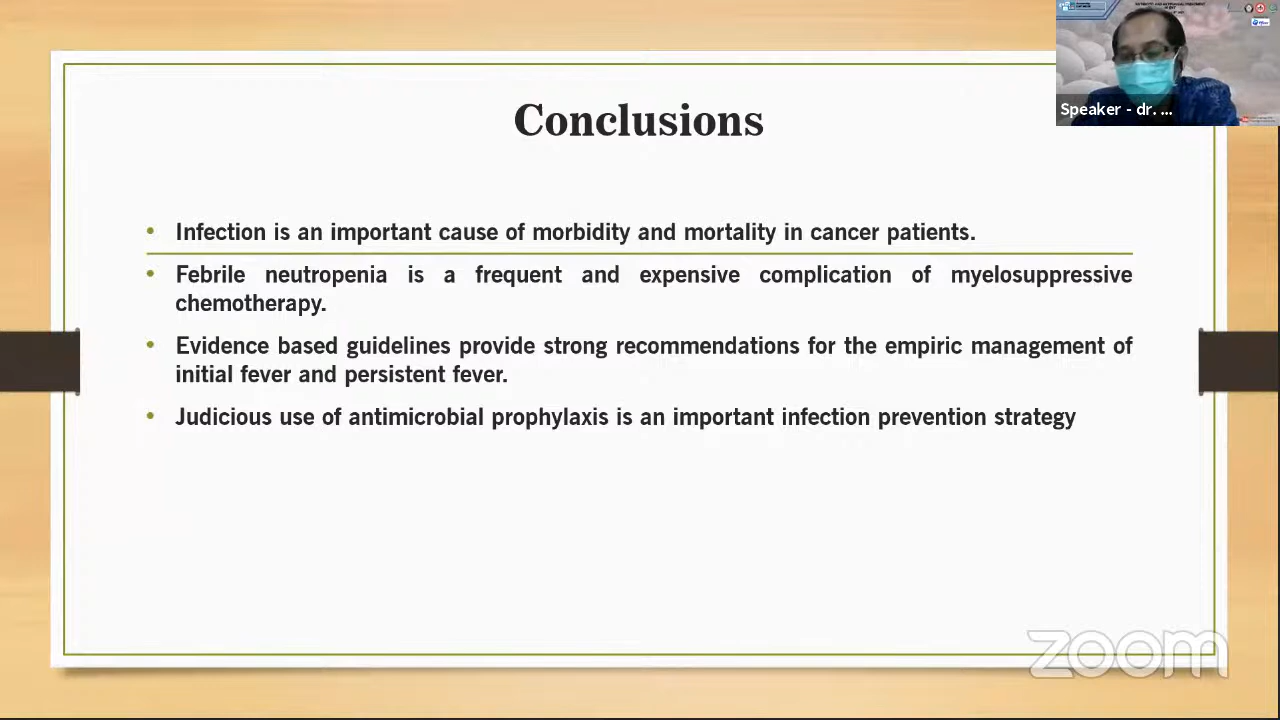 Conclusions
• Infection is an important cause of morbidity and mortality in cancer patients.
• Febrile neutropenia is a frequent and expensive complication of myelosuppressive
chemotherapy.
• Evidence based guidelines provide strong recommendations for the empiric management of
initial fever and persistent fever.
• Judicious use of antimicrobial prophylaxis is an important infection prevention strategy
Speaker - dr. ...
zoom